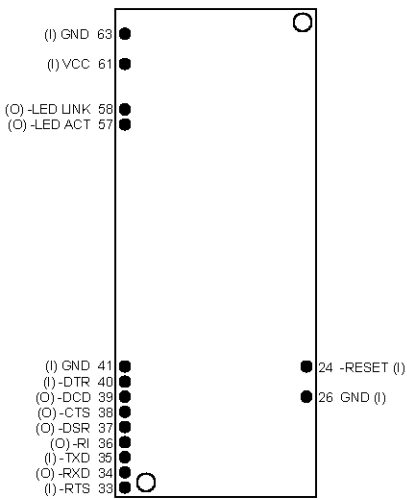 (I) GND 63
(I) VCC 61
(O) -LED LINK 58
(O) -LED ACT 57
(I) GND 41
24 -RESET (I)
(I) -DTR 40
(O) -DCD 39
26 GND (I)
(O) -CTS 38
(O) -DSR 37
(O) -RI 36
(I) -TXD 35
(O) -RXD 34
(I) -RTS 33